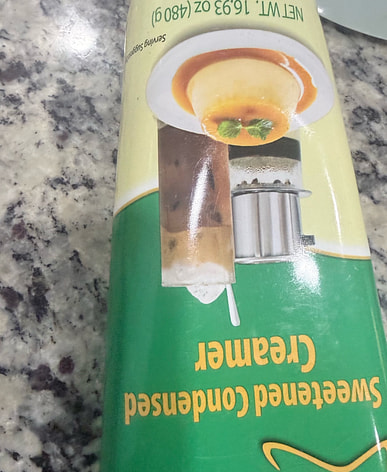 Sweetened Condensed
Creamer
Serving Suggestion
NET WT. 16.93 oz (480 g)